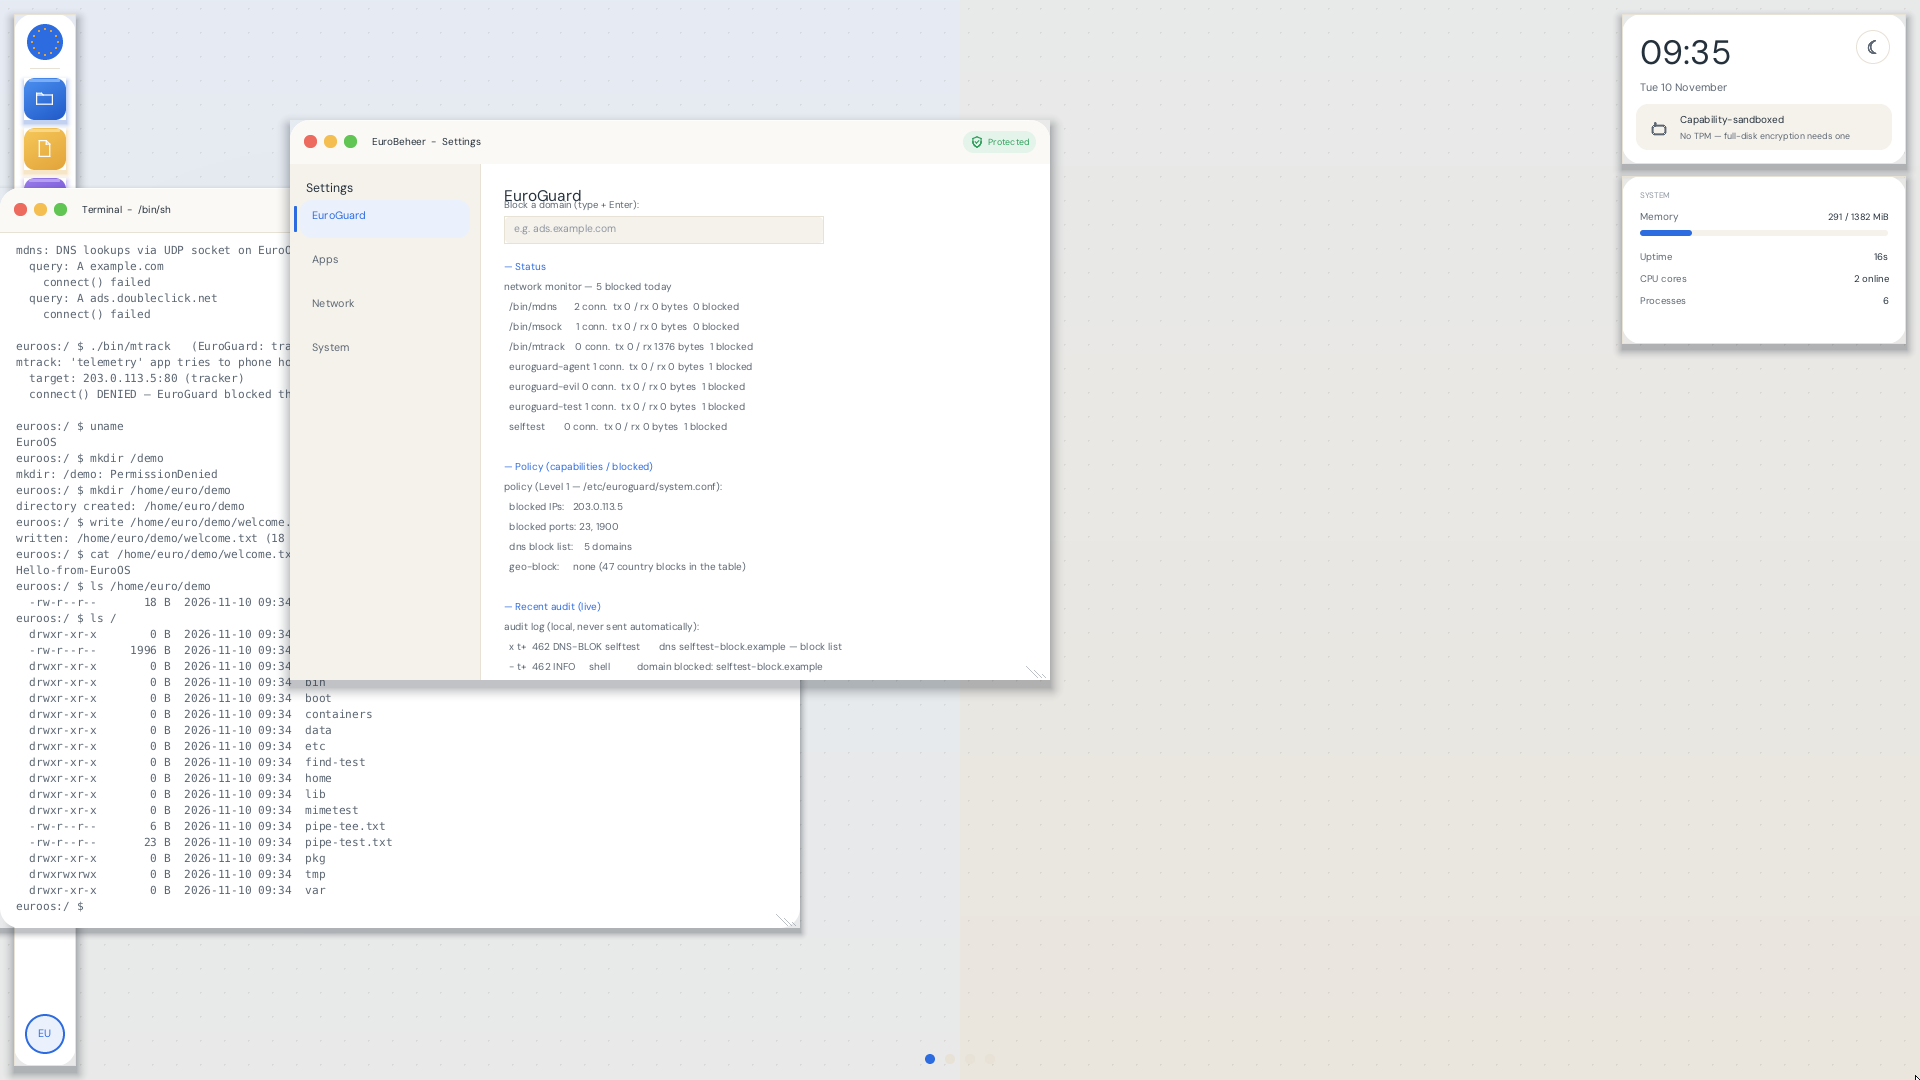 EuroBeheer - Settings
Protected
Settings
EuroGuard
Apps
Network
System
EuroGuard
Block a domain (type + Enter):
e.g. ads.example.com
— Status
network monitor — 5 blocked today
/bin/mdns 2 conn. tx 0 / rx 0 bytes 0 blocked
/bin/msock 1 conn. tx 0 / rx 0 bytes 0 blocked
/bin/mtrack 0 conn. tx 0 / rx 1376 bytes 1 blocked
euroguard-agent 1 conn. tx 0 / rx 0 bytes 1 blocked
euroguard-evil 0 conn. tx 0 / rx 0 bytes 1 blocked
euroguard-test 1 conn. tx 0 / rx 0 bytes 1 blocked
selftest 0 conn. tx 0 / rx 0 bytes 1 blocked
— Policy (capabilities / blocked)
policy (Level 1 — /etc/euroguard/system.conf):
blocked IPs: 203.0.113.5
blocked ports: 23, 1900
dns block list: 5 domains
geo-block: none (47 country blocks in the table)
— Recent audit (live)
audit log (local, never sent automatically):
x t+ 462 DNS-BLOK selftest dns selftest-block.example — block list
- t+ 462 INFO shell domain blocked: selftest-block.example
Terminal - /bin/sh
mdns: DNS lookups via UDP socket on Euro
query: A example.com
connect() failed
query: A ads.doubleclick.net
connect() failed
euroos:/ $ ./bin/mtrack (EuroGuard: tra
mtrack: 'telemetry' app tries to phone ho
target: 203.0.113.5:80 (tracker)
connect() DENIED — EuroGuard blocked th
euroos:/ $ uname
EuroOS
euroos:/ $ mkdir /demo
mkdir: /demo: PermissionDenied
euroos:/ $ mkdir /home/euro/demo
directory created: /home/euro/demo
euroos:/ $ write /home/euro/demo/welcome.
written: /home/euro/demo/welcome.txt (18
euroos:/ $ cat /home/euro/demo/welcome.tx
Hello-from-EuroOS
euroos:/ $ ls /home/euro/demo
-rw-r--r-- 18 B 2026-11-10 09:34
euroos:/ $ ls /
drwxr-xr-x 0 B 2026-11-10 09:34
-rw-r--r-- 1996 B 2026-11-10 09:34
drwxr-xr-x 0 B 2026-11-10 09:34
drwxr-xr-x 0 B 2026-11-10 09:34 bin
drwxr-xr-x 0 B 2026-11-10 09:34 boot
drwxr-xr-x 0 B 2026-11-10 09:34 containers
drwxr-xr-x 0 B 2026-11-10 09:34 data
drwxr-xr-x 0 B 2026-11-10 09:34 etc
drwxr-xr-x 0 B 2026-11-10 09:34 find-test
drwxr-xr-x 0 B 2026-11-10 09:34 home
drwxr-xr-x 0 B 2026-11-10 09:34 lib
drwxr-xr-x 0 B 2026-11-10 09:34 mimetest
-rw-r--r-- 6 B 2026-11-10 09:34 pipe-tee.txt
-rw-r--r-- 23 B 2026-11-10 09:34 pipe-test.txt
drwxr-xr-x 0 B 2026-11-10 09:34 pkg
drwxrwxrwx 0 B 2026-11-10 09:34 tmp
drwxr-xr-x 0 B 2026-11-10 09:34 var
euroos:/ $
EU
09:35
Tue 10 November
Capability-sandboxed
No TPM — full-disk encryption needs one
SYSTEM
Memory 291 / 1382 MiB
Uptime 16s
CPU cores 2 online
Processes 6